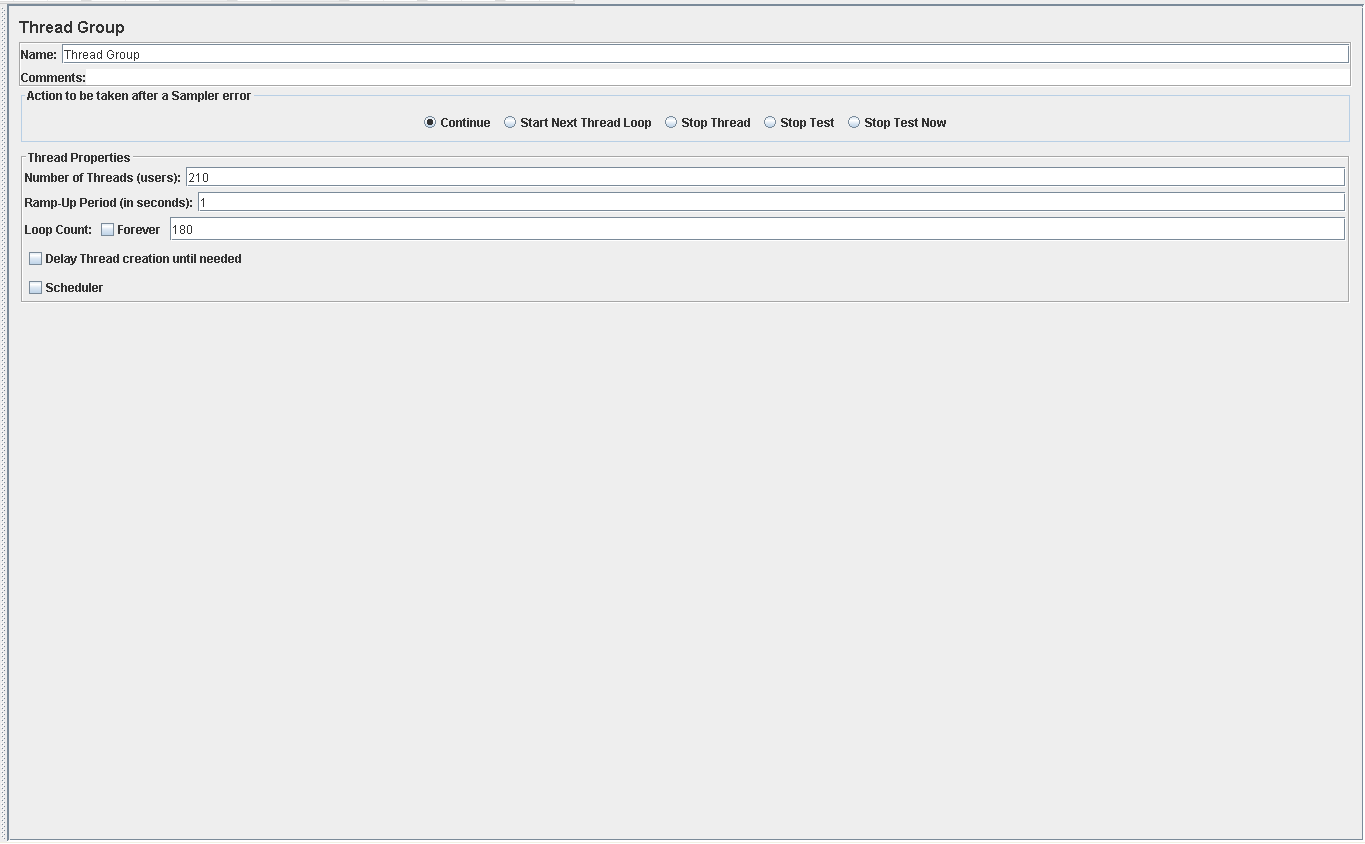 Thread Group
Name: Thread Group
Comments:
Action to be taken after a Sampler error
Continue Start Next Thread Loop Stop Thread Stop Test Stop Test Now
Thread Properties
Number of Threads (users): 210
Ramp-Up Period (in seconds): 1
Loop Count: Forever 180
Delay Thread creation until needed
Scheduler